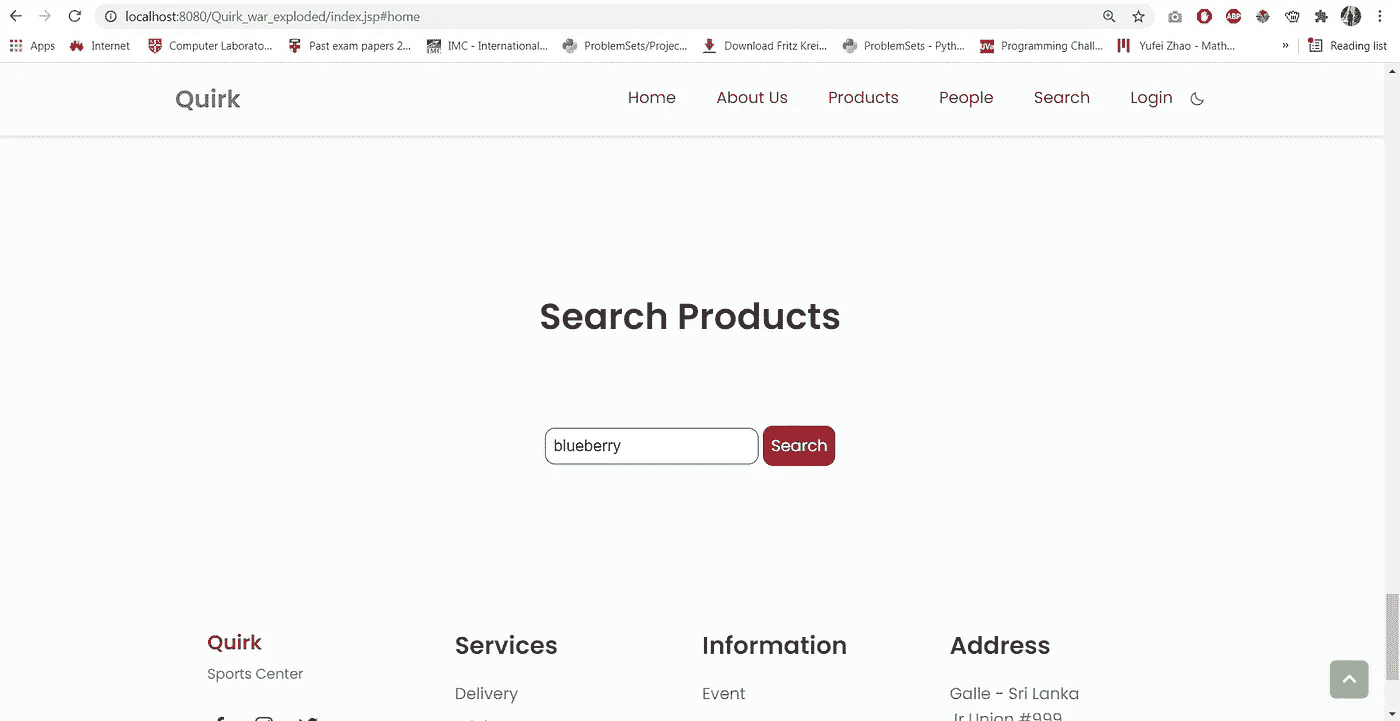 localhost:8080/Quirk_war_exploded/index.jsp#home
ABP
Apps Internet Computer Laborato... Past exam papers 2... IMC - International... ProblemSets/Projec... Download Fritz Krei... ProblemSets - Pyth... UVa Programming Chall... Yufei Zhao - Math... » Reading list
Quirk Home About Us Products People Search Login
Search Products
blueberry Search
Quirk Services Information Address
Sports Center
Delivery Event Galle - Sri Lanka
Jr Union #999